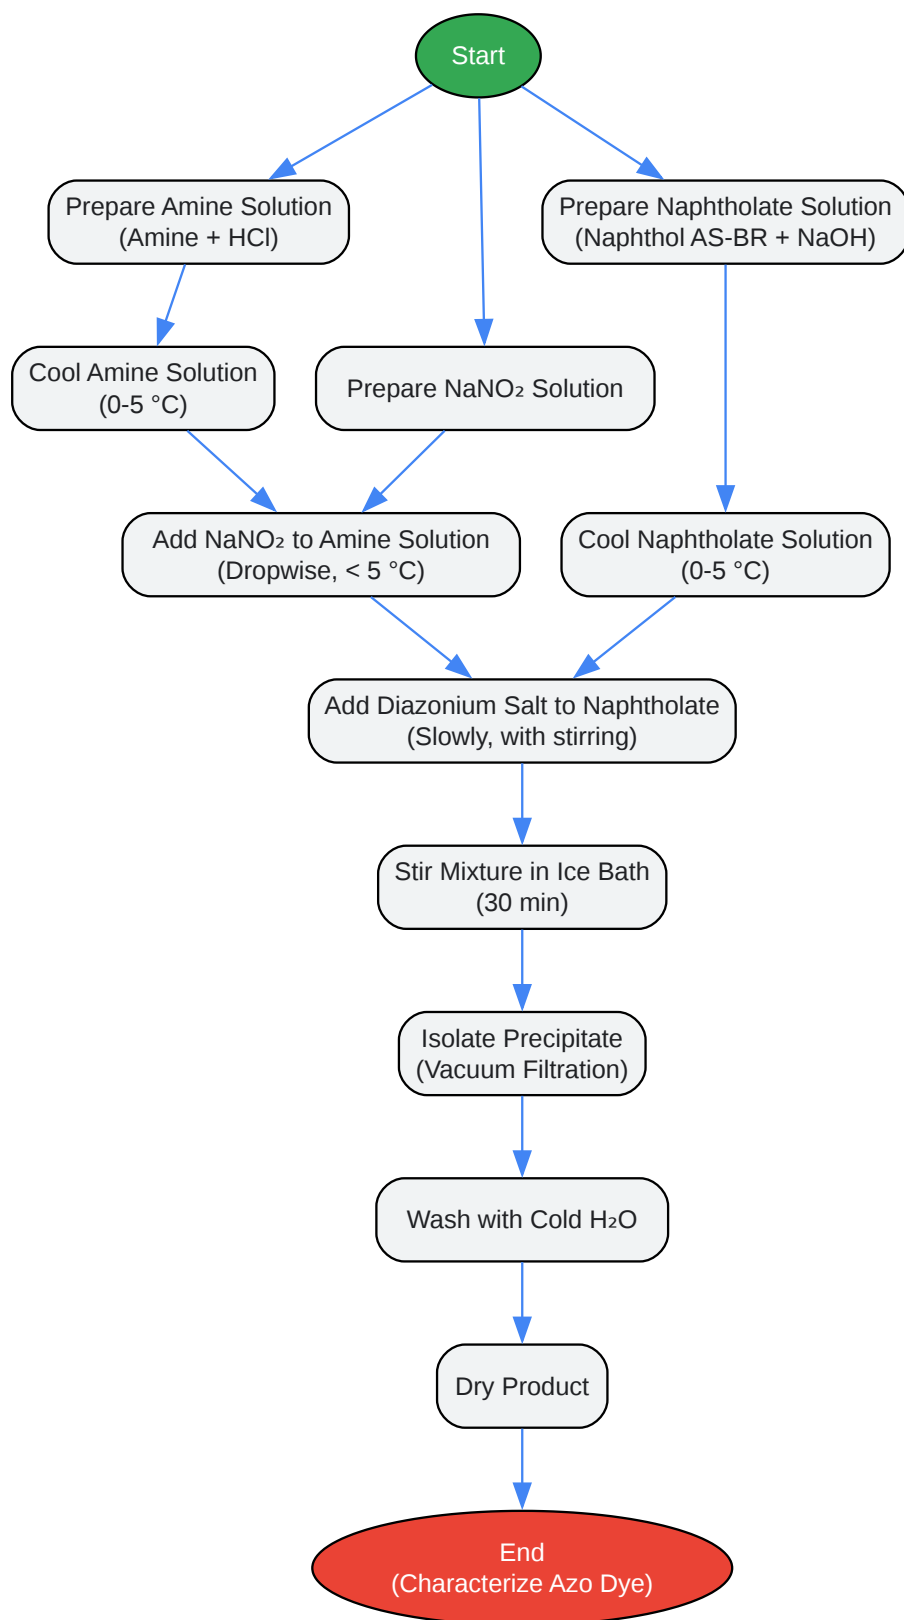 Start
Prepare Amine Solution
(Amine + HCl)
Prepare Naphtholate Solution
(Naphthol AS-BR + NaOH)
Cool Amine Solution
(0-5 °C)
Prepare NaNO₂ Solution
Add NaNO₂ to Amine Solution
(Dropwise, < 5 °C)
Cool Naphtholate Solution
(0-5 °C)
Add Diazonium Salt to Naphtholate
(Slowly, with stirring)
Stir Mixture in Ice Bath
(30 min)
Isolate Precipitate
(Vacuum Filtration)
Wash with Cold H₂O
Dry Product
End
(Characterize Azo Dye)